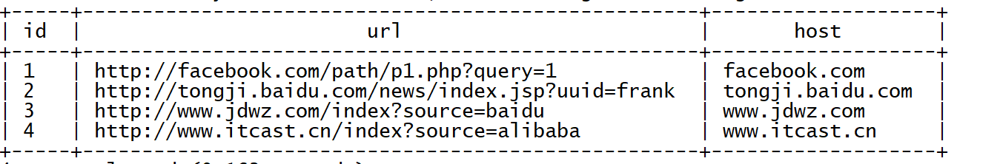 +-----+----------------------------------------------------+-------------------+
| id  |                        url                         |       host        |
+-----+----------------------------------------------------+-------------------+
| 1   | http://facebook.com/path/p1.php?query=1            | facebook.com      |
| 2   | http://tongji.baidu.com/news/index.jsp?uuid=frank  | tongji.baidu.com  |
| 3   | http://www.jdwz.com/index?source=baidu             | www.jdwz.com      |
| 4   | http://www.itcast.cn/index?source=alibaba          | www.itcast.cn     |
+-----+----------------------------------------------------+-------------------+